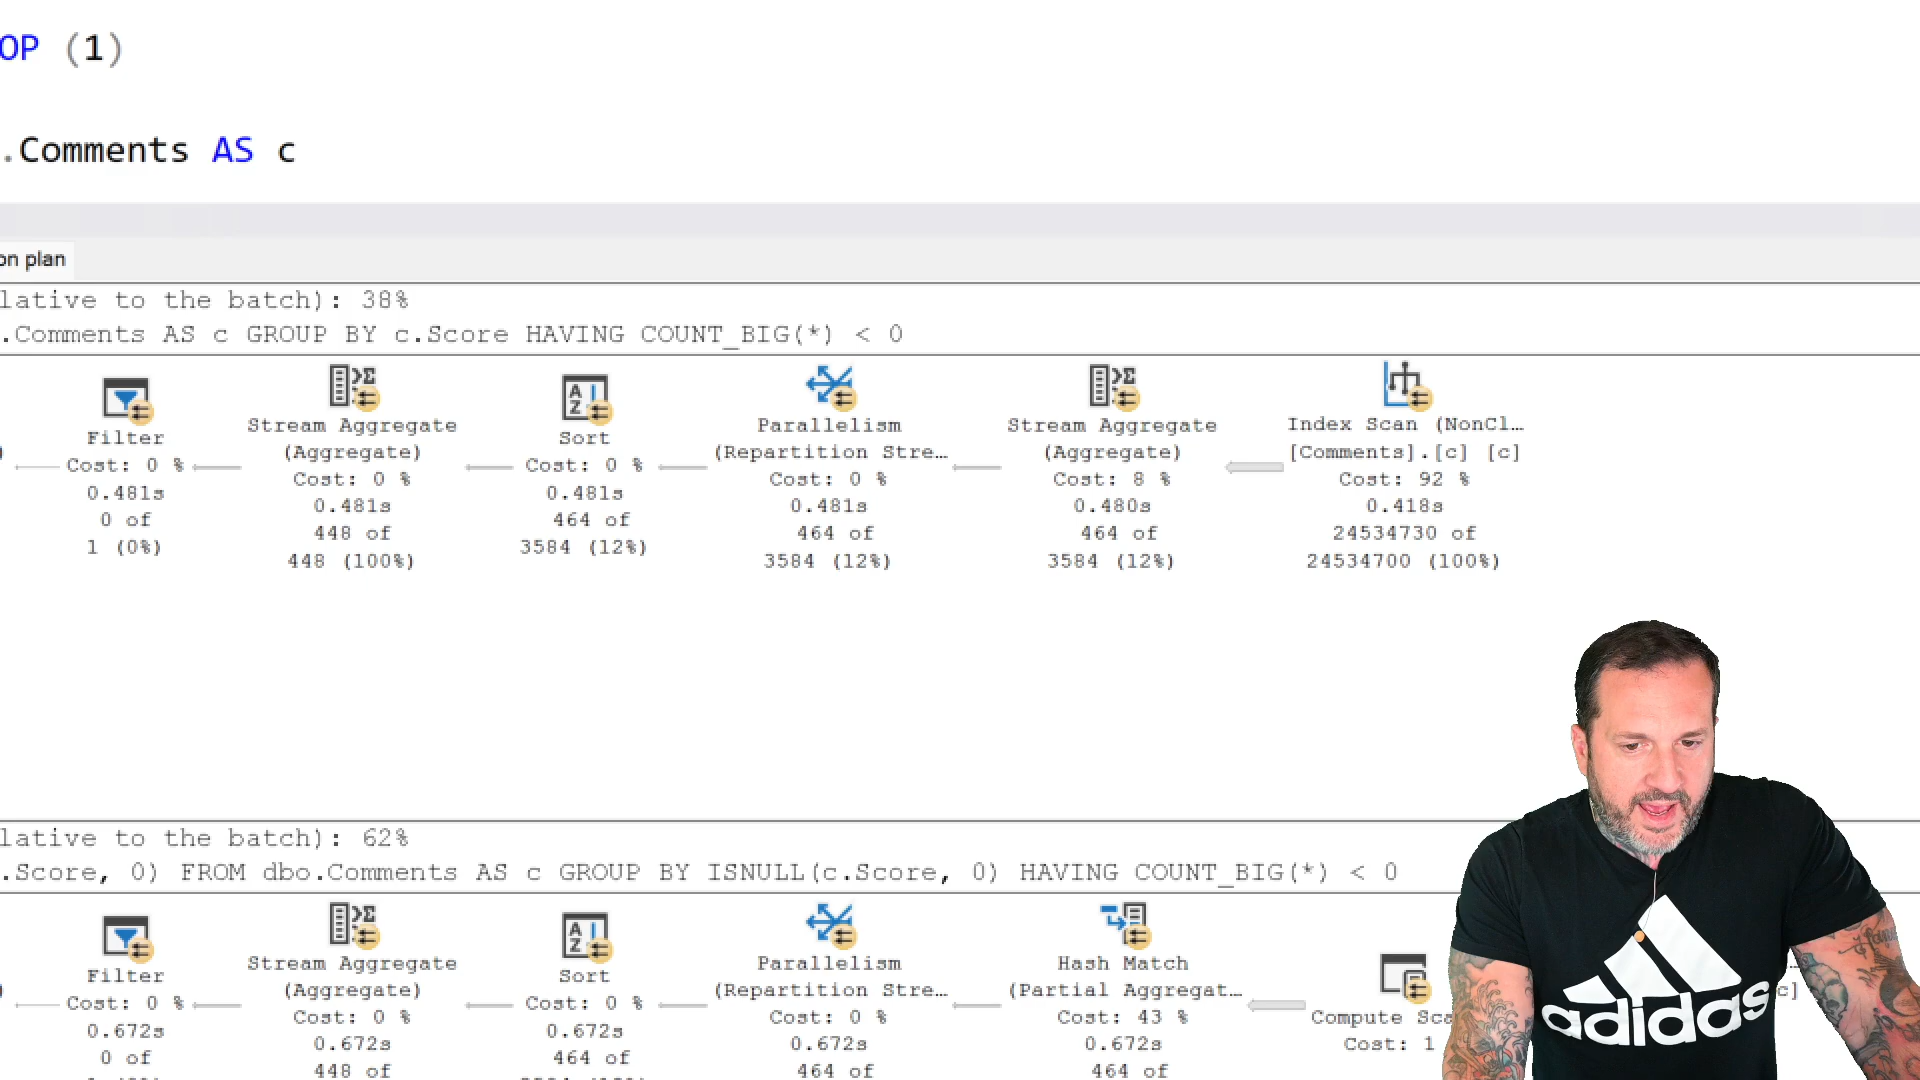 OP (1)
.Comments AS c
on plan
lative to the batch): 38%
.Comments AS c GROUP BY c.Score HAVING COUNT_BIG(*) < 0
Filter
Cost: 0 %
0.481s
0 of
1 (0%)
Stream Aggregate
(Aggregate)
Cost: 0 %
0.481s
448 of
448 (100%)
Sort
Cost: 0 %
0.481s
464 of
3584 (12%)
Parallelism
(Repartition Stre…
Cost: 0 %
0.481s
464 of
3584 (12%)
Stream Aggregate
(Aggregate)
Cost: 8 %
0.480s
464 of
3584 (12%)
Index Scan (NonCl…
[Comments].[c] [c]
Cost: 92 %
0.418s
24534730 of
24534700 (100%)
lative to the batch): 62%
.Score, 0) FROM dbo.Comments AS c GROUP BY ISNULL(c.Score, 0) HAVING COUNT_BIG(*) < 0
Filter
Cost: 0 %
0.672s
0 of
Stream Aggregate
(Aggregate)
Cost: 0 %
0.672s
448 of
Sort
Cost: 0 %
0.672s
464 of
Parallelism
(Repartition Stre…
Cost: 0 %
0.672s
464 of
Hash Match
(Partial Aggregat…
Cost: 43 %
0.672s
464 of
Compute Sca
Cost: 1
c]
adidas